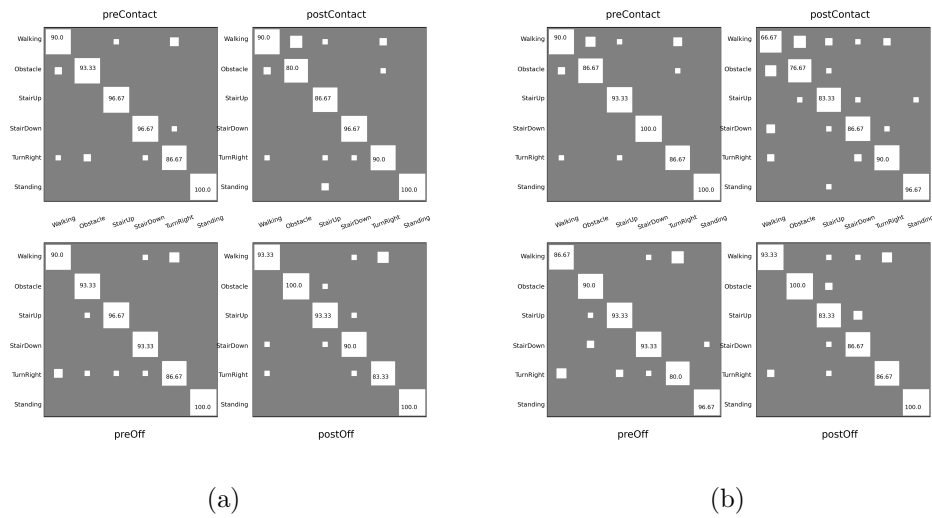 preContact postContact preContact postContact
Walking 90.0 Walking 90.0 Walking 90.0 Walking 66.67
Obstacle 93.33 Obstacle 80.0 Obstacle 86.67 Obstacle 76.67
StairUp 96.67 StairUp 86.67 StairUp 93.33 StairUp 83.33
StairDown 96.67 StairDown 96.67 StairDown 100.0 StairDown 86.67
TurnRight 86.67 TurnRight 90.0 TurnRight 86.67 TurnRight 90.0
Standing 100.0 Standing 100.0 Standing 100.0 Standing 96.67
Walking Obstacle StairUp StairDown TurnRight Standing Walking Obstacle StairUp StairDown TurnRight Standing Walking Obstacle StairUp StairDown TurnRight Standing Walking Obstacle StairUp StairDown TurnRight Standing
Walking 90.0 Walking 93.33 Walking 86.67 Walking 93.33
Obstacle 93.33 Obstacle 100.0 Obstacle 90.0 Obstacle 100.0
StairUp 96.67 StairUp 93.33 StairUp 93.33 StairUp 83.33
StairDown 93.33 StairDown 90.0 StairDown 93.33 StairDown 86.67
TurnRight 86.67 TurnRight 83.33 TurnRight 80.0 TurnRight 86.67
Standing 100.0 Standing 100.0 Standing 96.67 Standing 100.0
preOff postOff preOff postOff
(a) (b)